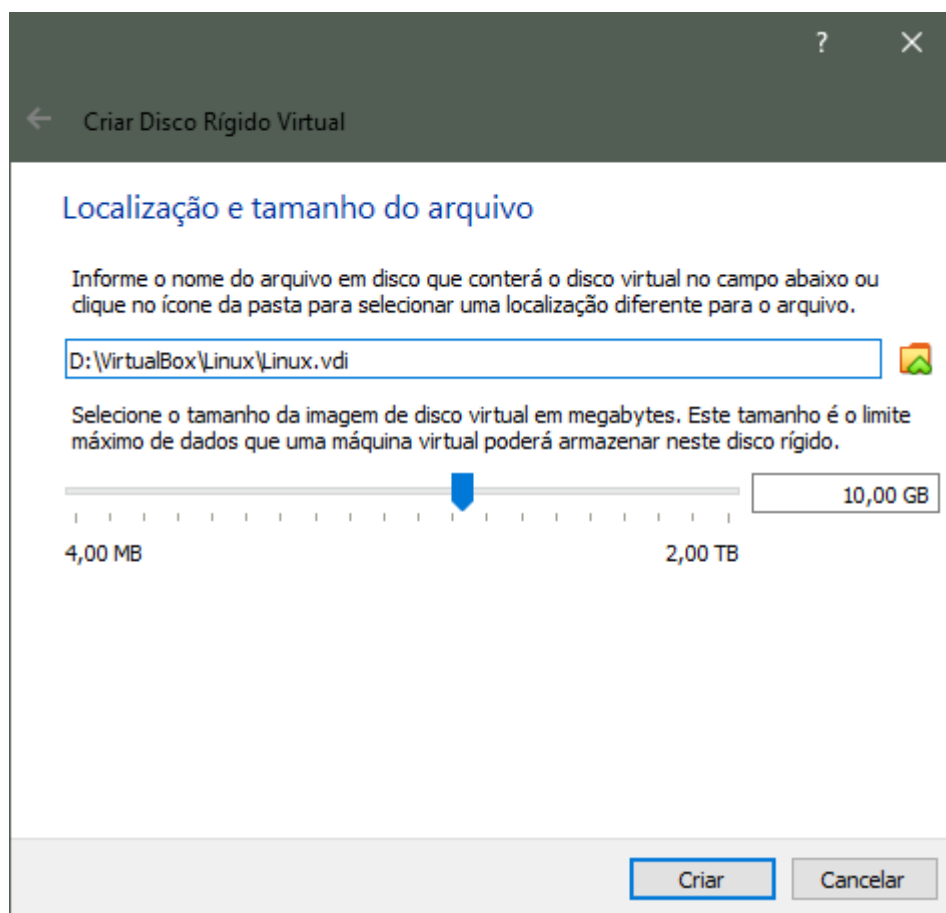 ?
Criar Disco Rígido Virtual
Localização e tamanho do arquivo
Informe o nome do arquivo em disco que conterá o disco virtual no campo abaixo ou
clique no ícone da pasta para selecionar uma localização diferente para o arquivo.
D:\VirtualBox\Linux\Linux.vdi
Selecione o tamanho da imagem de disco virtual em megabytes. Este tamanho é o limite
máximo de dados que uma máquina virtual poderá armazenar neste disco rígido.
10,00 GB
4,00 MB 2,00 TB
Criar Cancelar